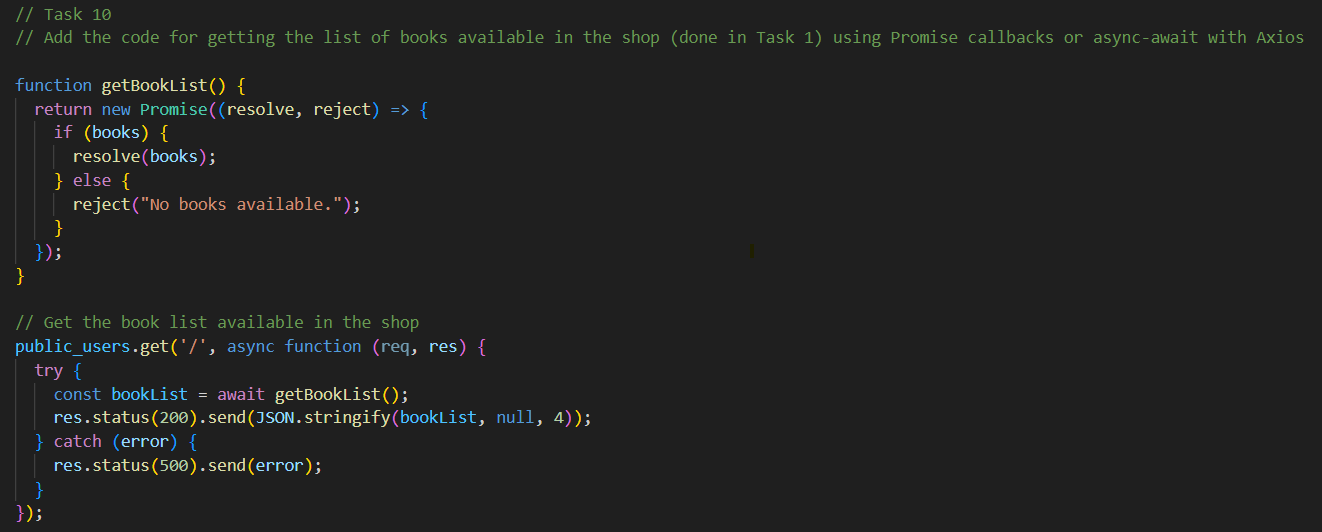 // Task 10
// Add the code for getting the list of books available in the shop (done in Task 1) using Promise callbacks or async-await with Axios

function getBookList() {
  return new Promise((resolve, reject) => {
    if (books) {
      resolve(books);
    } else {
      reject("No books available.");
    }
  });
}

// Get the book list available in the shop
public_users.get('/', async function (req, res) {
  try {
    const bookList = await getBookList();
    res.status(200).send(JSON.stringify(bookList, null, 4));
  } catch (error) {
    res.status(500).send(error);
  }
});